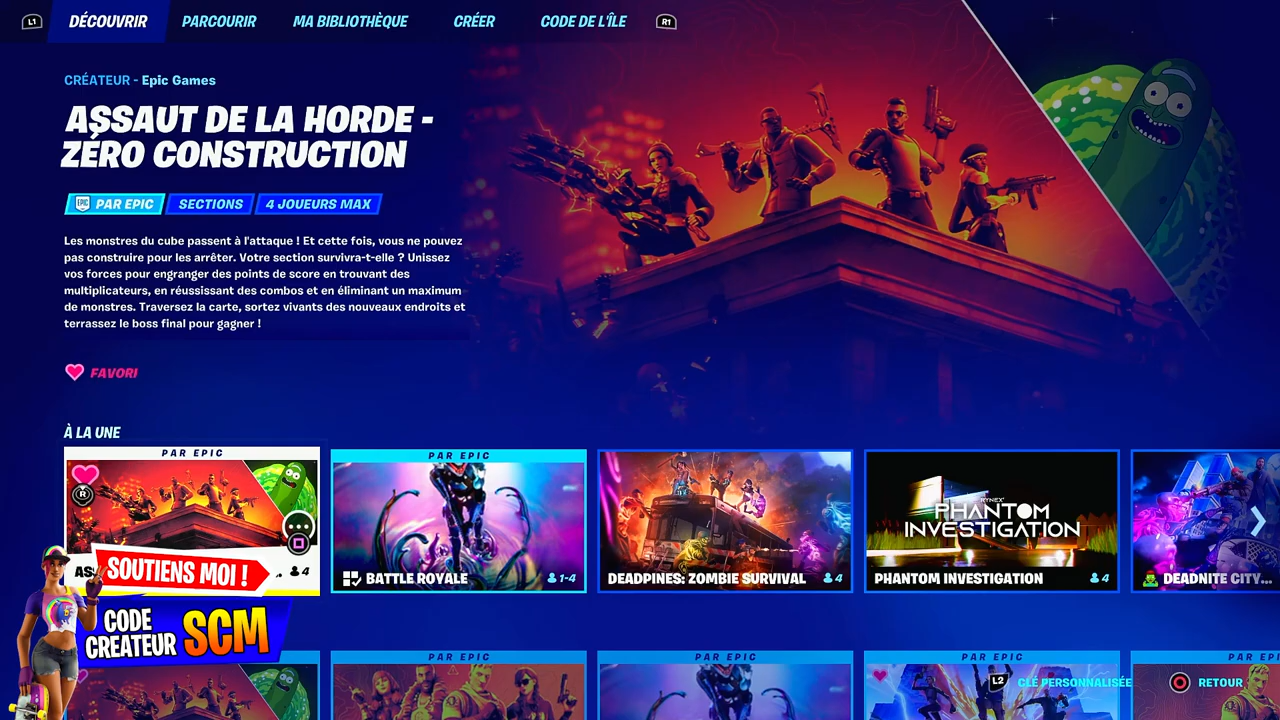 L1 DÉCOUVRIR PARCOURIR MA BIBLIOTHÈQUE CRÉER CODE DE L'ÎLE R1
CRÉATEUR - Epic Games
ASSAUT DE LA HORDE -
ZÉRO CONSTRUCTION
EPIC PAR EPIC SECTIONS 4 JOUEURS MAX
Les monstres du cube passent à l'attaque ! Et cette fois, vous ne pouvez
pas construire pour les arrêter. Votre section survivra-t-elle ? Unissez
vos forces pour engranger des points de score en trouvant des
multiplicateurs, en réussissant des combos et en éliminant un maximum
de monstres. Traversez la carte, sortez vivants des nouveaux endroits et
terrassez le boss final pour gagner !
FAVORI
À LA UNE
PAR EPIC PAR EPIC
R
RYNEX'
PHANTOM
INVESTIGATION
AS 4 BATTLE ROYALE 1-4 DEADPINES: ZOMBIE SURVIVAL 4 PHANTOM INVESTIGATION 4 DEADNITE CITY...
SOUTIENS MOI !
CODE
CRÉATEUR SCM
PAR EPIC PAR EPIC PAR EPIC PAR EPI
L2 CLÉ PERSONNALISÉE RETOUR